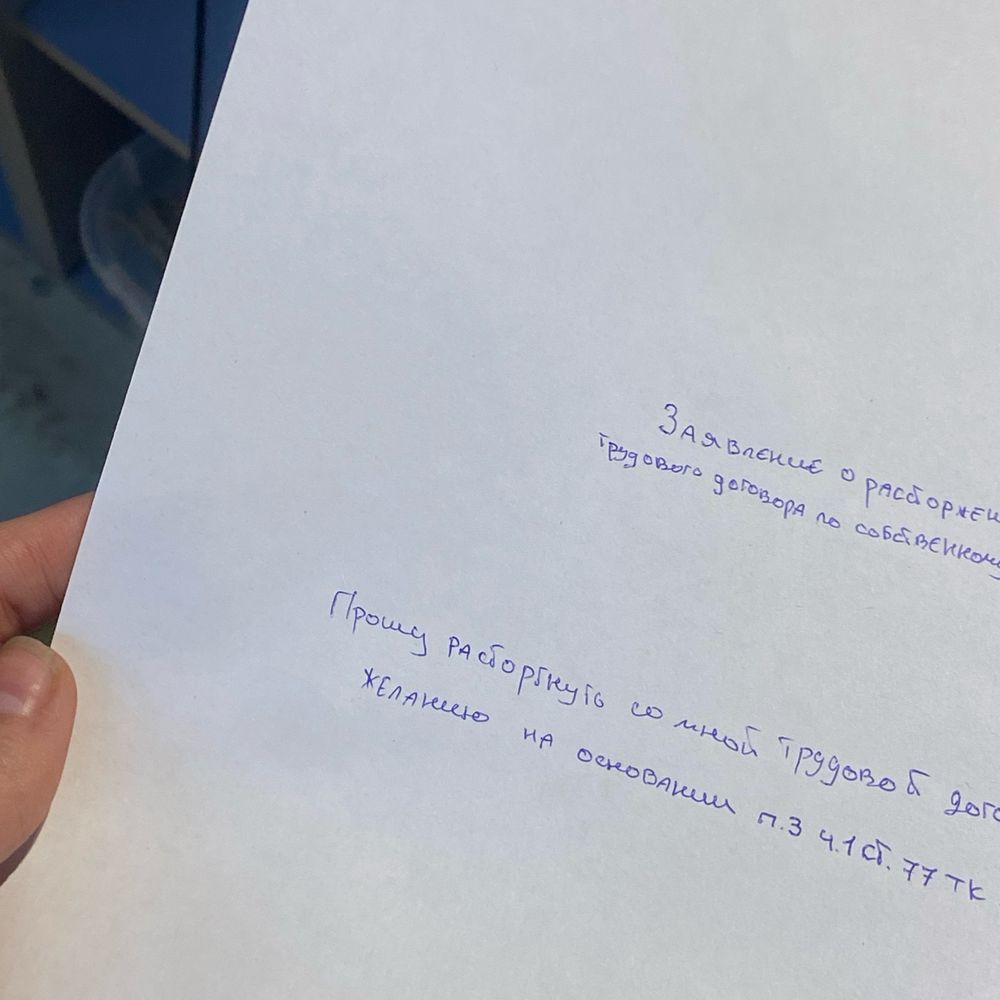 Заявление о расторжен
трудового договора по собственному
Прошу расторгнуть со мной трудовой дого
желанию на основании п.3 ч.1 ст. 77 ТК